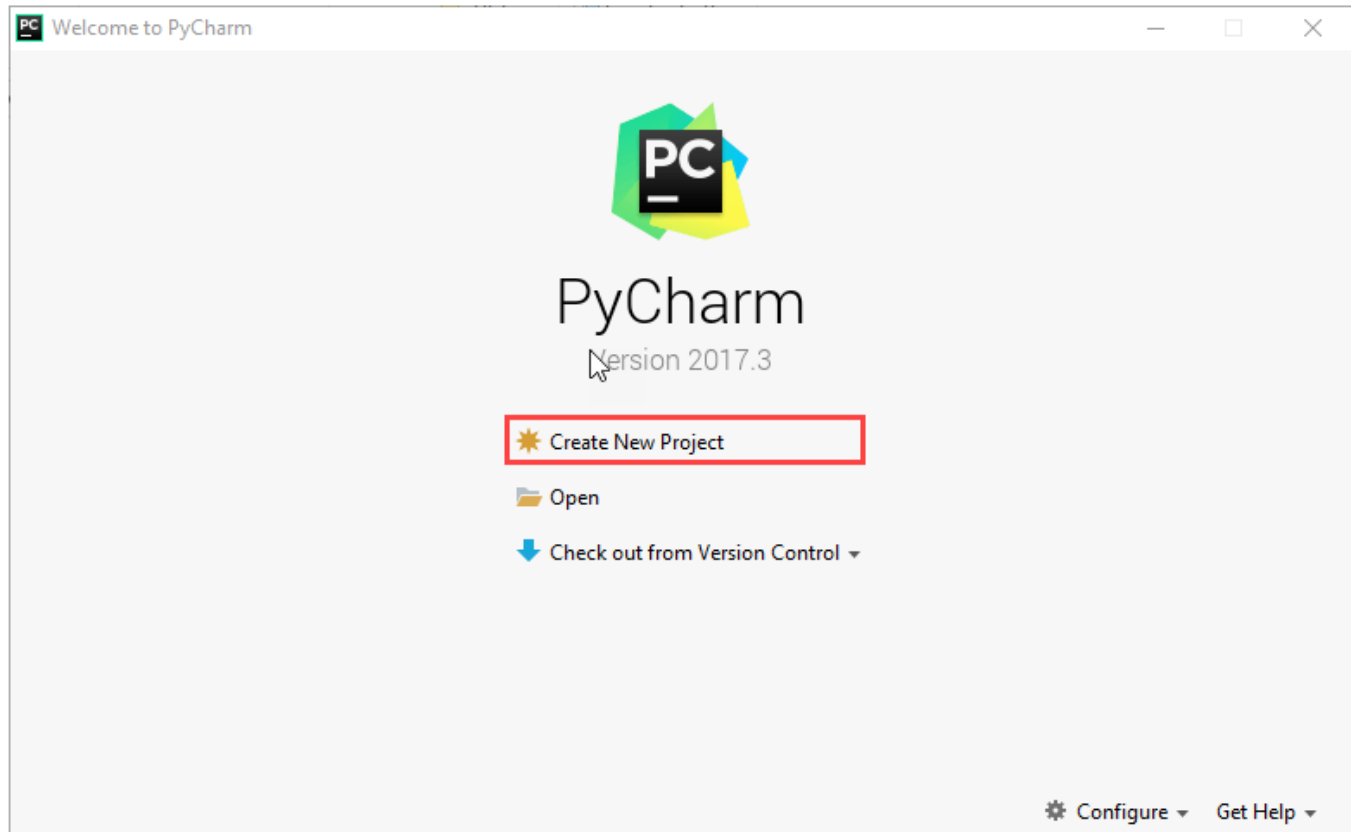 PC Welcome to PyCharm
PC
PyCharm
Version 2017.3
Create New Project
Open
Check out from Version Control
Configure Get Help